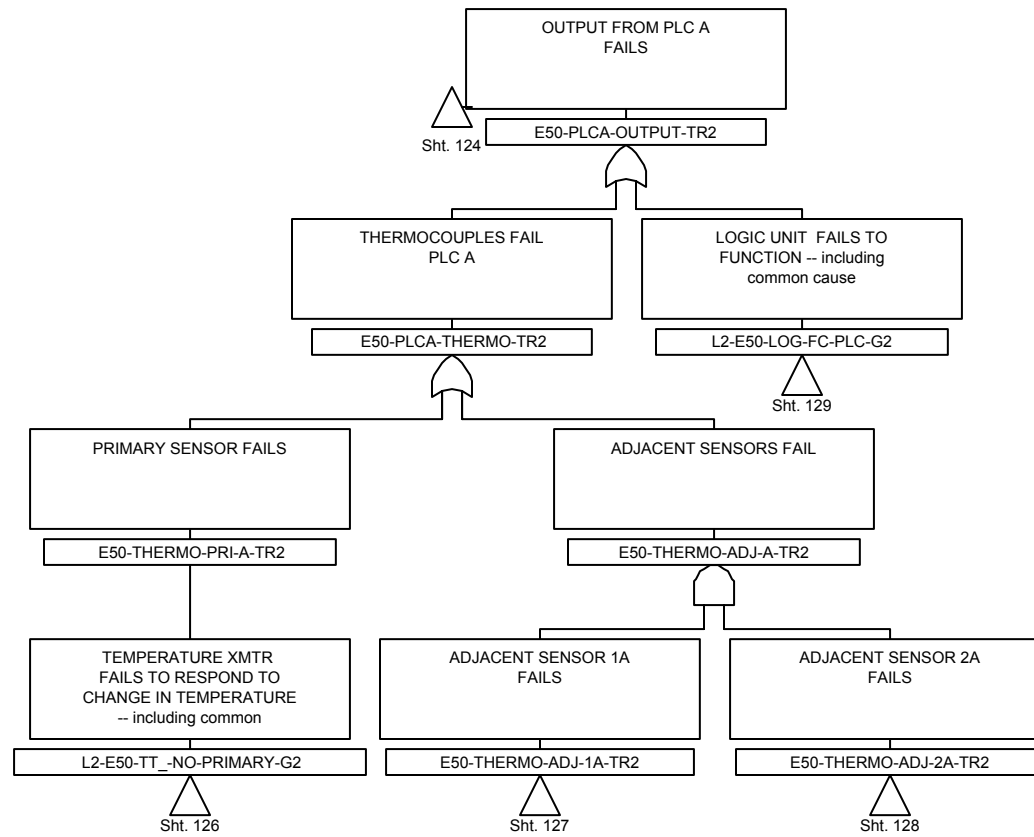 OUTPUT FROM PLC A
FAILS
Sht. 124
E50-PLCA-OUTPUT-TR2
THERMOCOUPLES FAIL
PLC A
LOGIC UNIT FAILS TO
FUNCTION -- including
common cause
E50-PLCA-THERMO-TR2
L2-E50-LOG-FC-PLC-G2
Sht. 129
PRIMARY SENSOR FAILS
ADJACENT SENSORS FAIL
E50-THERMO-PRI-A-TR2
E50-THERMO-ADJ-A-TR2
TEMPERATURE XMTR
FAILS TO RESPOND TO
CHANGE IN TEMPERATURE
-- including common
ADJACENT SENSOR 1A
FAILS
ADJACENT SENSOR 2A
FAILS
L2-E50-TT_-NO-PRIMARY-G2
E50-THERMO-ADJ-1A-TR2
E50-THERMO-ADJ-2A-TR2
Sht. 126
Sht. 127
Sht. 128